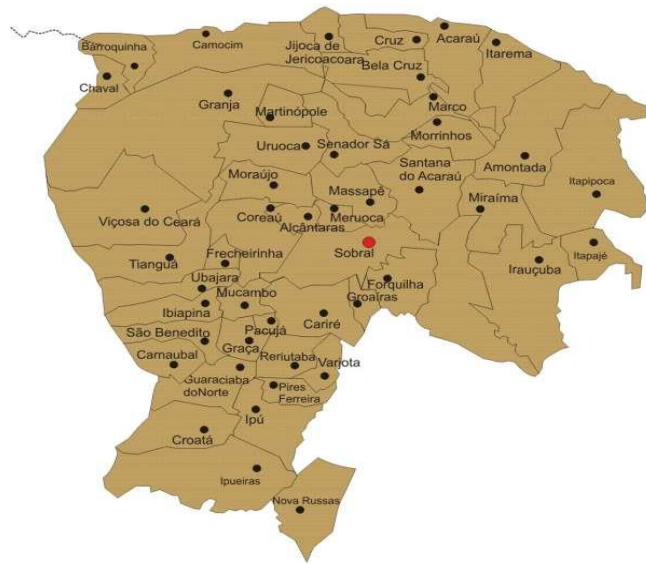 Barroquinha
Camocim
Jijoca de
Jericoacoara
Cruz
Acaraú
Itarema
Chaval
Bela Cruz
Granja
Martinópole
Marco
Morrinhos
Uruoca
Senador Sá
Santana
do Acaraú
Amontada
Moraújo
Massapê
Itapipoca
Viçosa do Ceará
Coreaú
Alcântaras
Meruoca
Miraíma
Sobral
Tianguá
Frecheirinha
Irauçuba
Itapajé
Ubajara
Mucambo
Forquilha
Groaíras
Ibiapina
Pacujá
Cariré
São Benedito
Graça
Carnaubal
Reriutaba
Varjota
Guaraciaba
doNorte
Pires
Ferreira
Ipú
Croatá
Ipueiras
Nova Russas